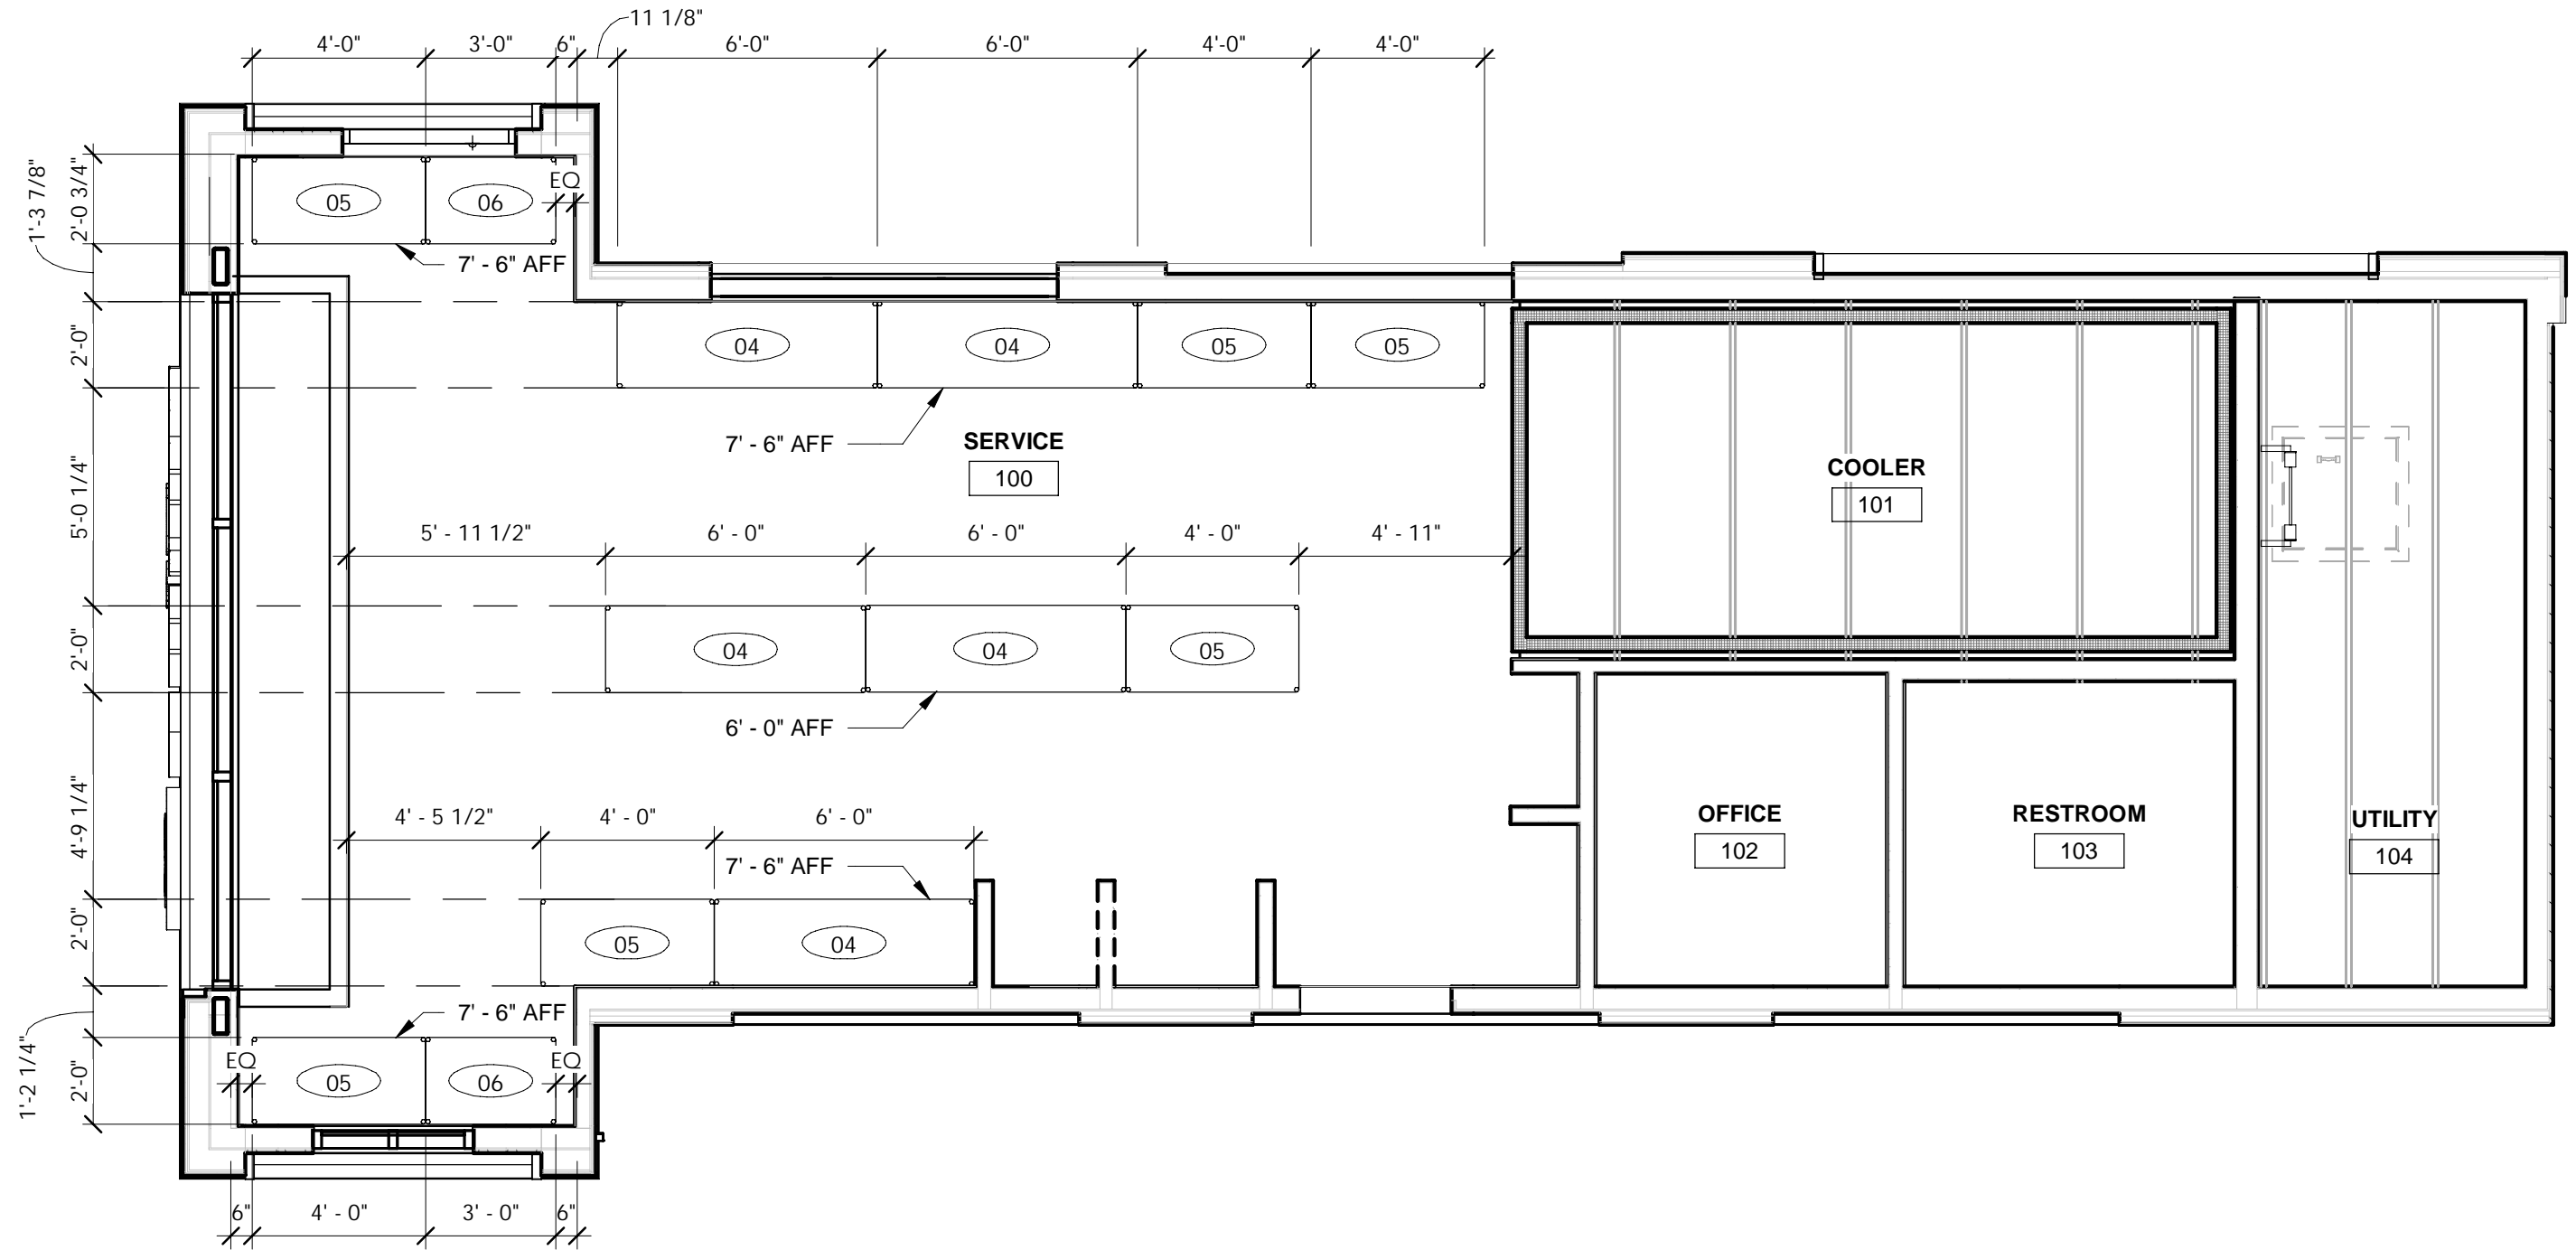 11 1/8"
4'-0" 3'-0" 6" 6'-0" 6'-0" 4'-0" 4'-0"
1'-3 7/8"
2'-0 3/4"
EQ
05 06
7' - 6" AFF
2'-0"
04 04 05 05
7' - 6" AFF
SERVICE
100
COOLER
101
5'-0 1/4"
5' - 11 1/2" 6' - 0" 6' - 0" 4' - 0" 4' - 11"
2'-0"
04 04 05
6' - 0" AFF
4'-9 1/4"
4' - 5 1/2" 4' - 0" 6' - 0"
OFFICE
102
RESTROOM
103
UTILITY
104
7' - 6" AFF
2'-0"
05 04
7' - 6" AFF
1'-2 1/4"
2'-0"
EQ EQ
05 06
6" 4' - 0" 3' - 0" 6"